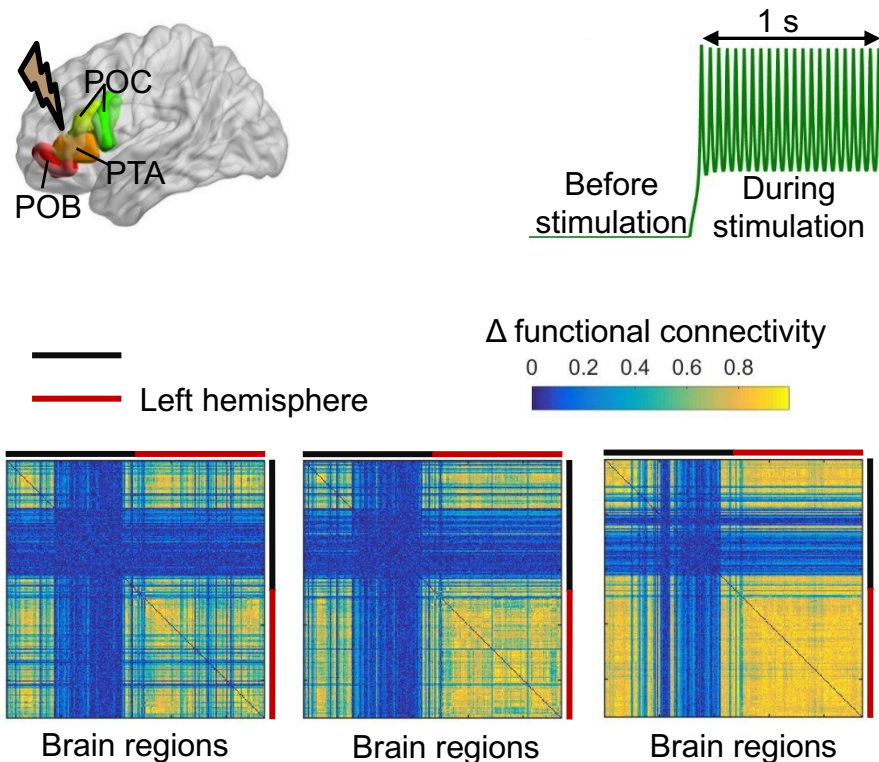 POC
PTA
POB
1 s
Before
stimulation
During
stimulation
Δ functional connectivity
0 0.2 0.4 0.6 0.8
Left hemisphere
Brain regions
Brain regions
Brain regions